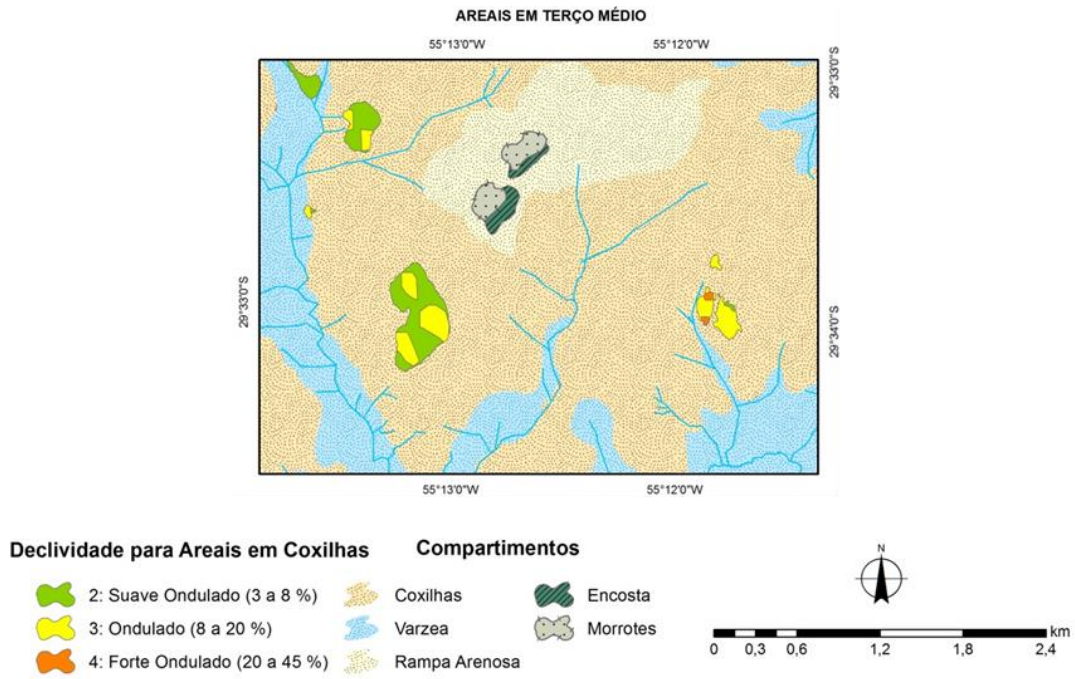 AREAIS EM TERÇO MÉDIO
55°13'0"W 55°12'0"W
29°33'0"S
29°33'0"S
29°34'0"S
55°13'0"W 55°12'0"W
Declividade para Areais em Coxilhas
2: Suave Ondulado (3 a 8 %)
3: Ondulado (8 a 20 %)
4: Forte Ondulado (20 a 45 %)
Compartimentos
Coxilhas
Varzea
Rampa Arenosa
Encosta
Morrotes
N
km
0 0,3 0,6 1,2 1,8 2,4